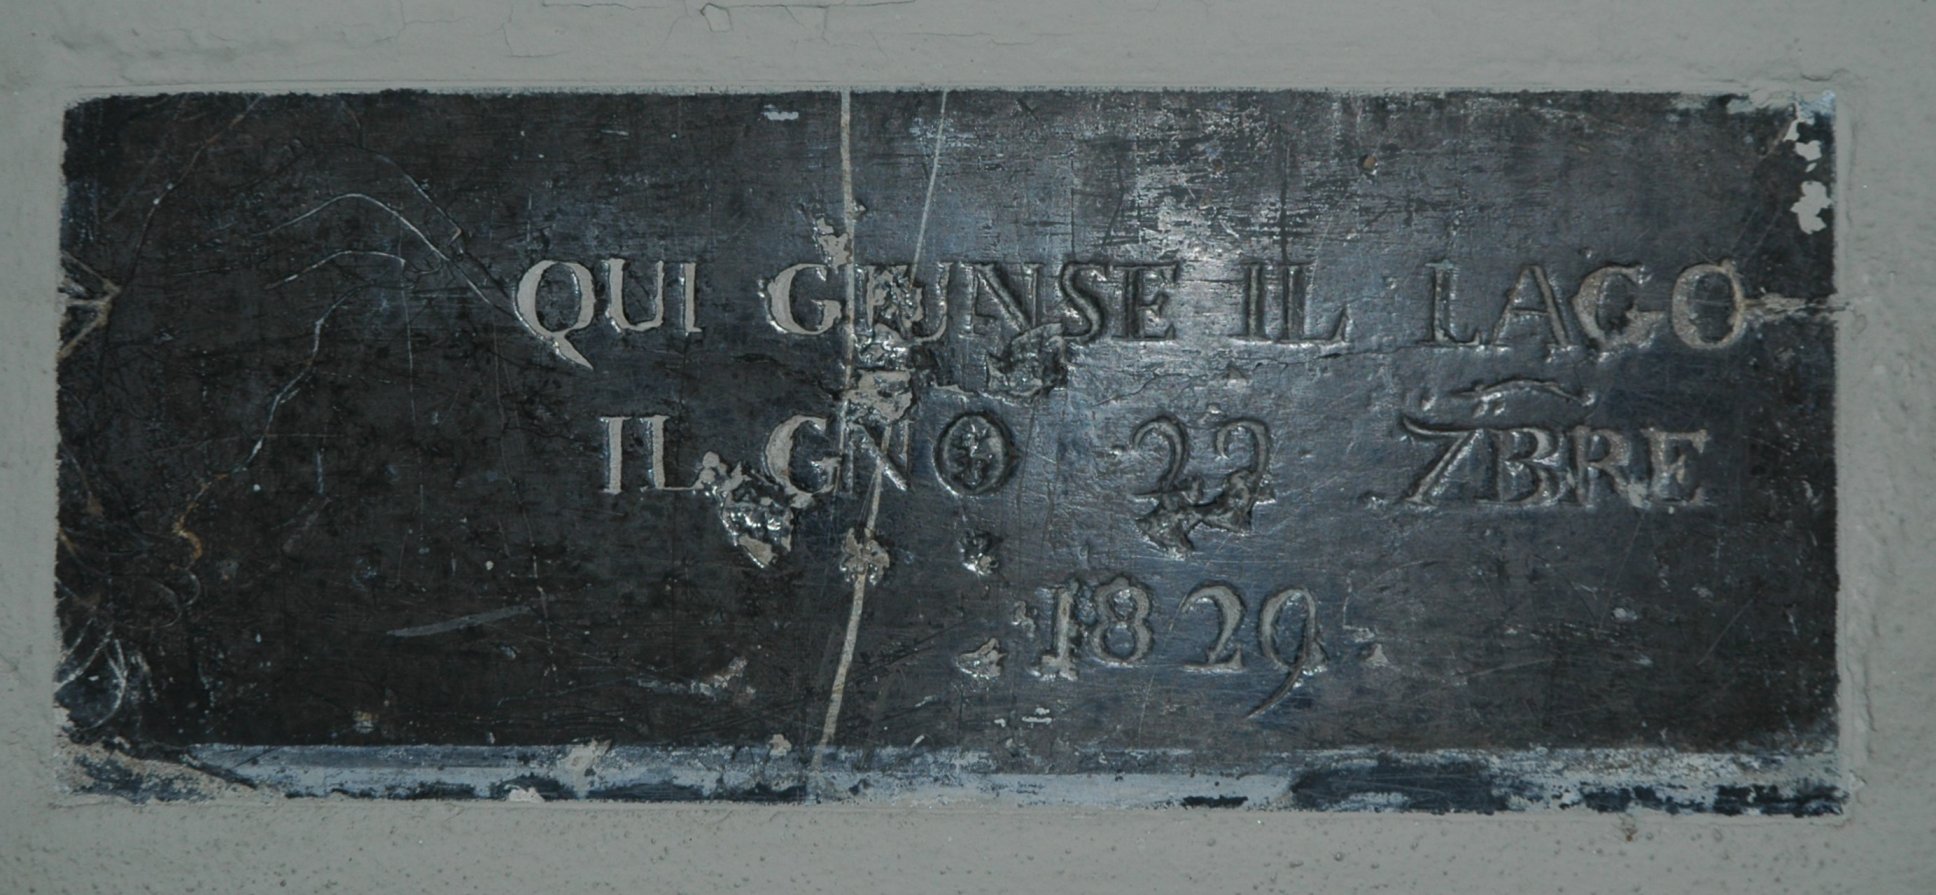 QUI GIUNSE IL LAGO
IL GNO 22 7BRE
1829